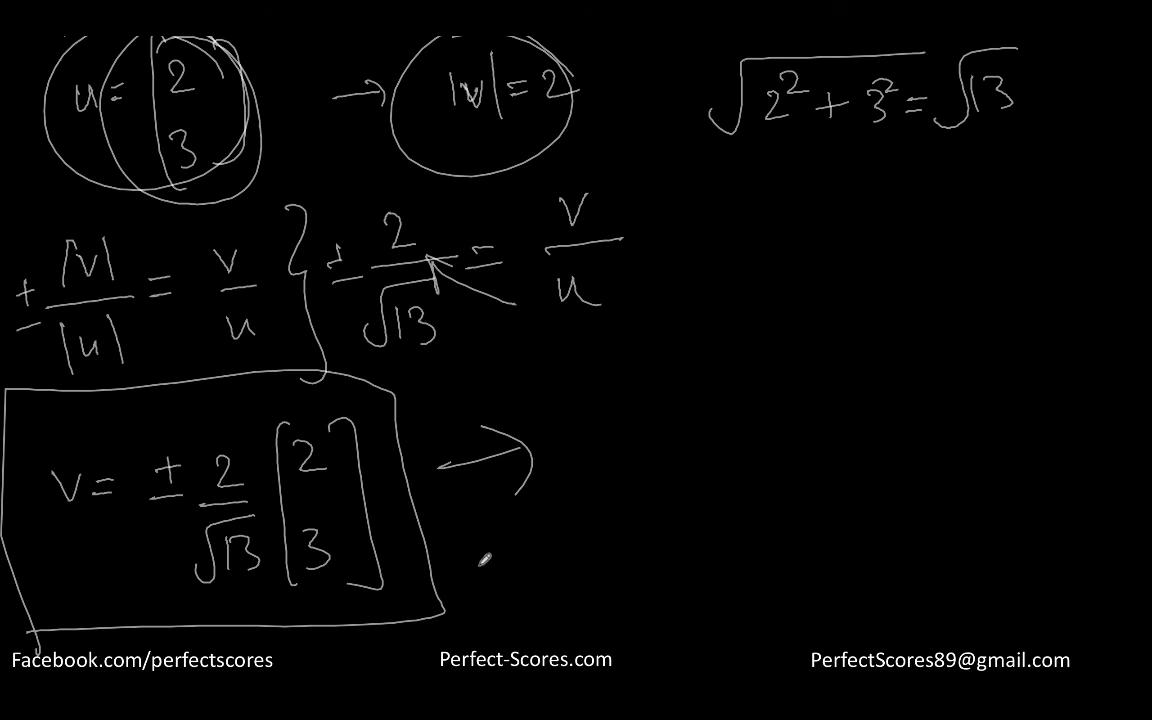 u = [2 3] → |v| = 2
√(2² + 3²) = √13
± |v| / |u| = v / u } ± 2 / √13 = v / u
v = ± 2 / √13 [2 3] →
Facebook.com/perfectscores
Perfect-Scores.com
PerfectScores89@gmail.com